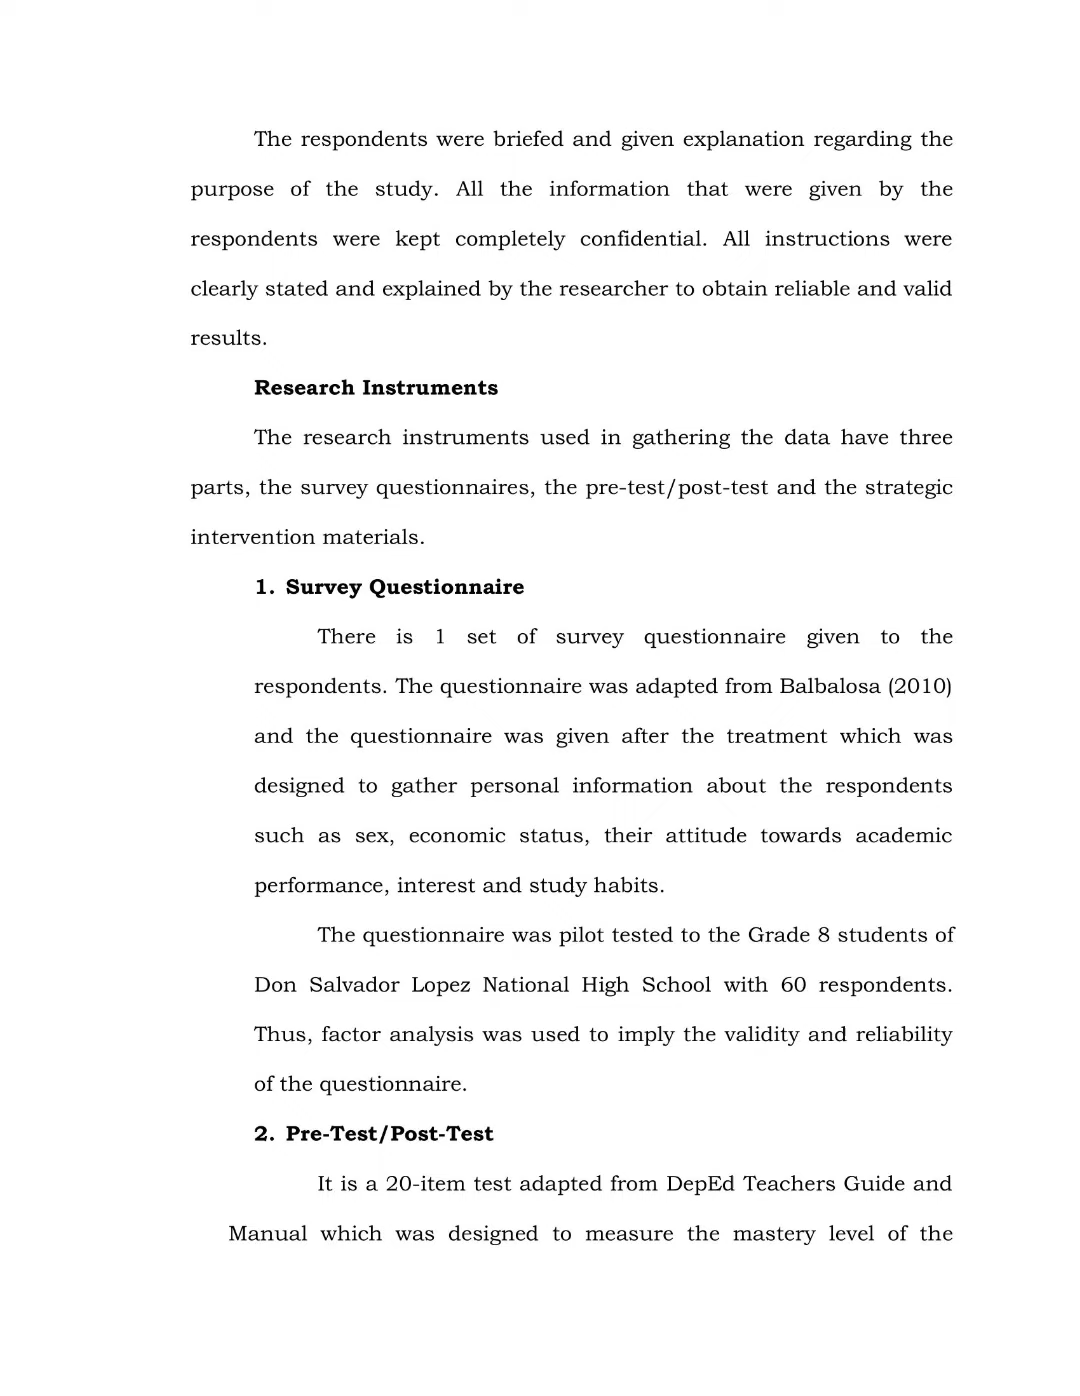 The respondents were briefed and given explanation regarding the
purpose of the study. All the information that were given by the
respondents were kept completely confidential. All instructions were
clearly stated and explained by the researcher to obtain reliable and valid
results.
Research Instruments
The research instruments used in gathering the data have three
parts, the survey questionnaires, the pre-test/post-test and the strategic
intervention materials.
1. Survey Questionnaire
There is 1 set of survey questionnaire given to the
respondents. The questionnaire was adapted from Balbalosa (2010)
and the questionnaire was given after the treatment which was
designed to gather personal information about the respondents
such as sex, economic status, their attitude towards academic
performance, interest and study habits.
The questionnaire was pilot tested to the Grade 8 students of
Don Salvador Lopez National High School with 60 respondents.
Thus, factor analysis was used to imply the validity and reliability
of the questionnaire.
2. Pre-Test/Post-Test
It is a 20-item test adapted from DepEd Teachers Guide and
Manual which was designed to measure the mastery level of the